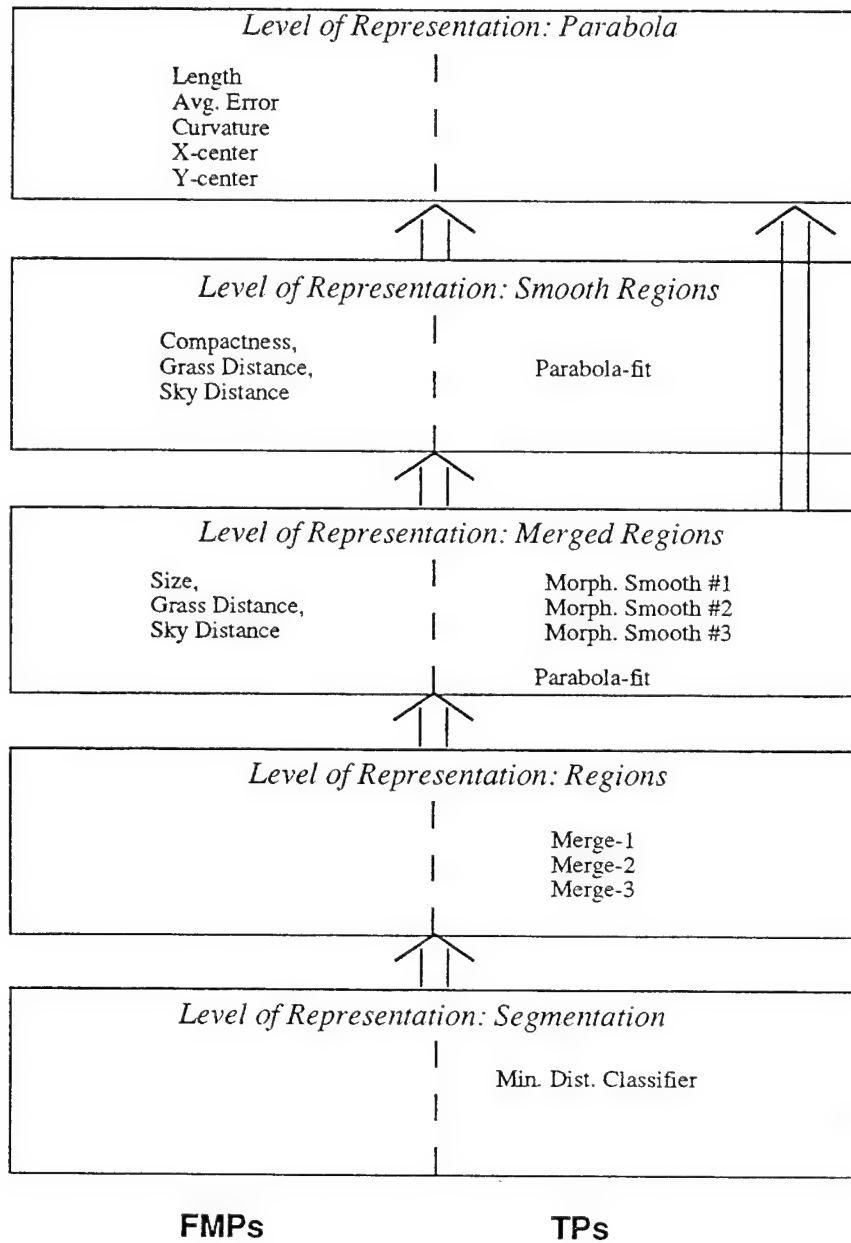 Level of Representation: Parabola
Length
Avg. Error
Curvature
X-center
Y-center
Level of Representation: Smooth Regions
Compactness,
Grass Distance,
Sky Distance
Parabola-fit
Level of Representation: Merged Regions
Size,
Grass Distance,
Sky Distance
Morph. Smooth #1
Morph. Smooth #2
Morph. Smooth #3
Parabola-fit
Level of Representation: Regions
Merge-1
Merge-2
Merge-3
Level of Representation: Segmentation
Min. Dist. Classifier
FMPs
TPs